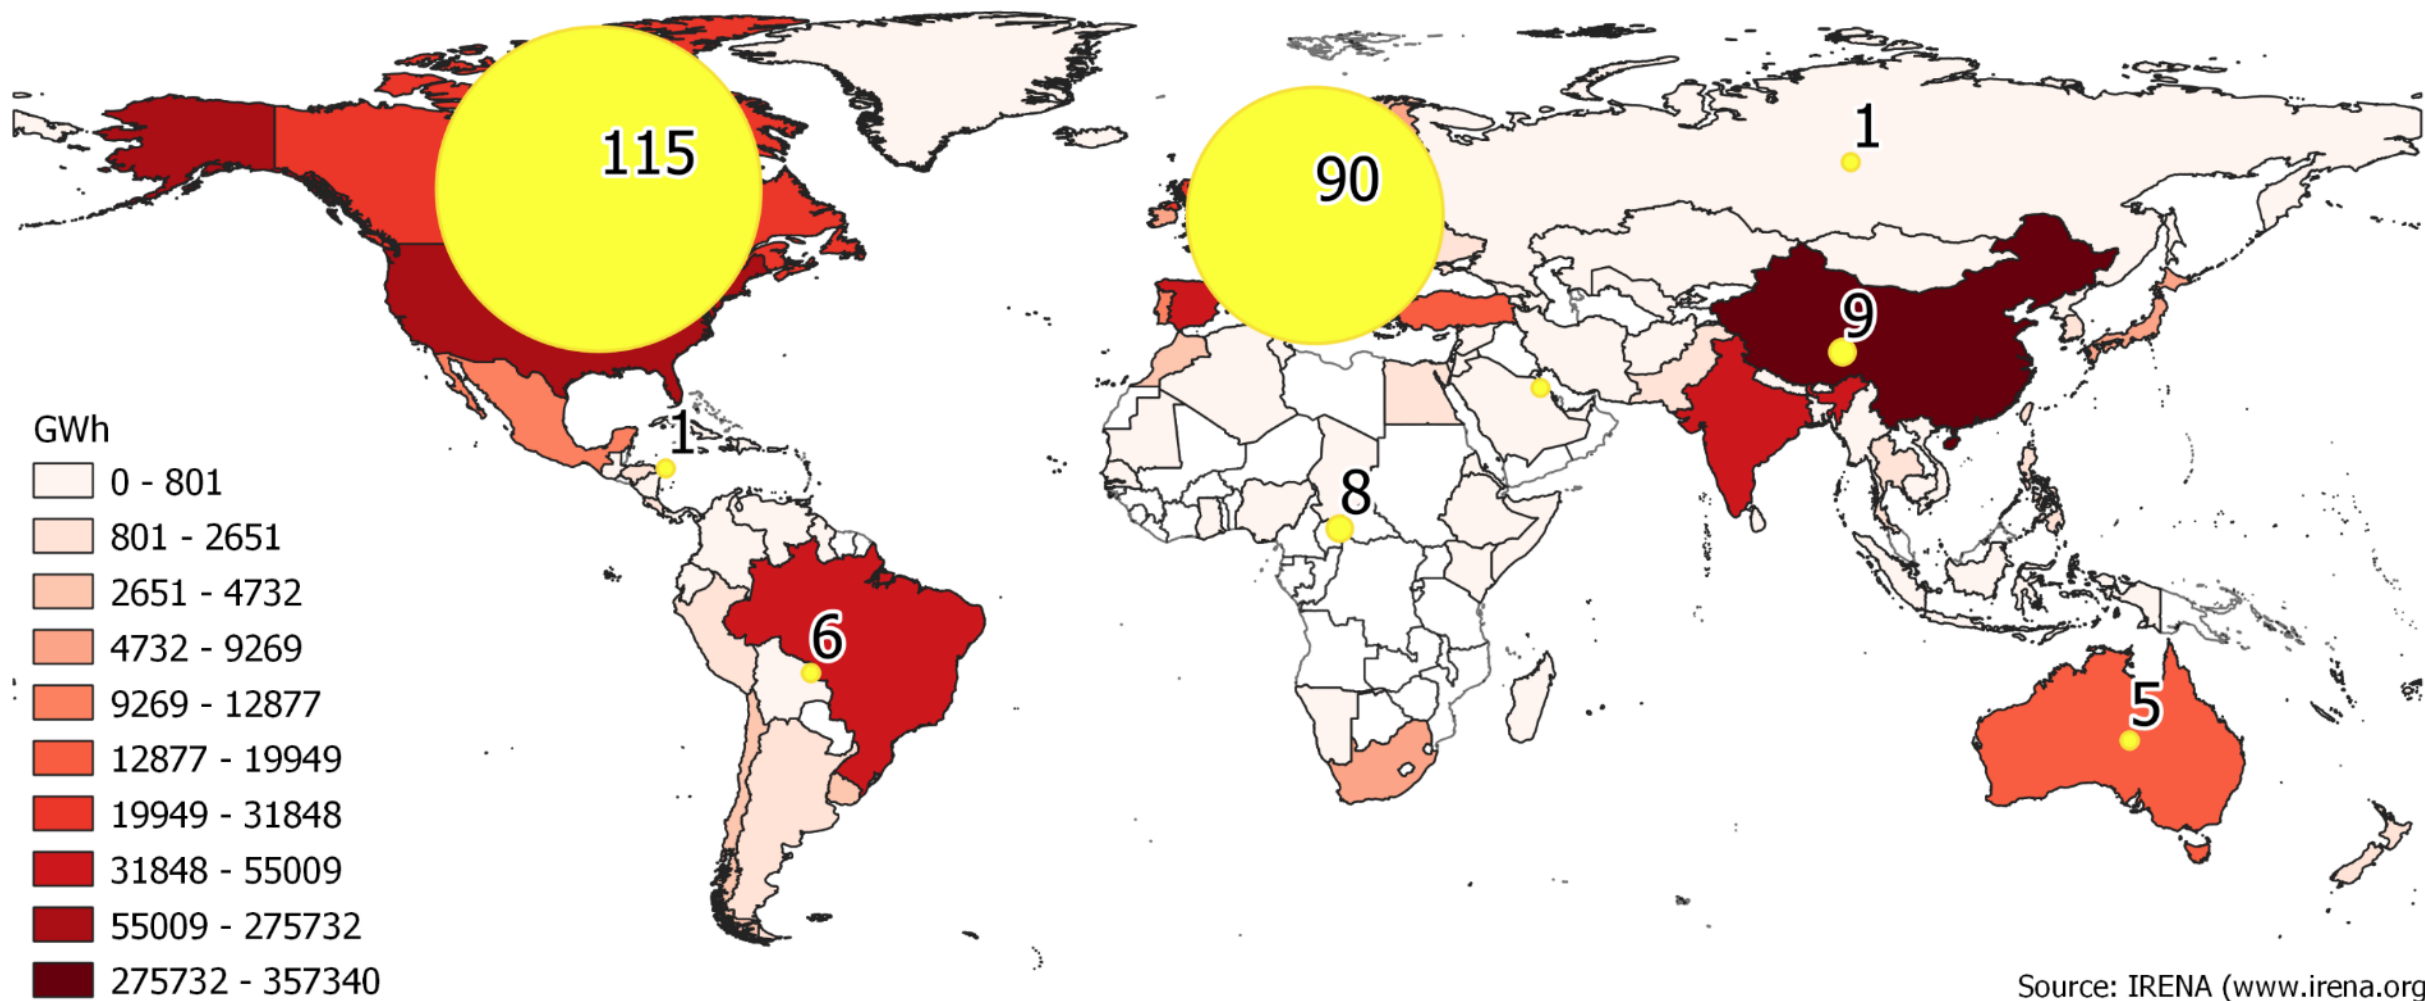 115
90
1
9
1
8
6
5
GWh
0 - 801
801 - 2651
2651 - 4732
4732 - 9269
9269 - 12877
12877 - 19949
19949 - 31848
31848 - 55009
55009 - 275732
275732 - 357340
Source: IRENA (www.irena.org